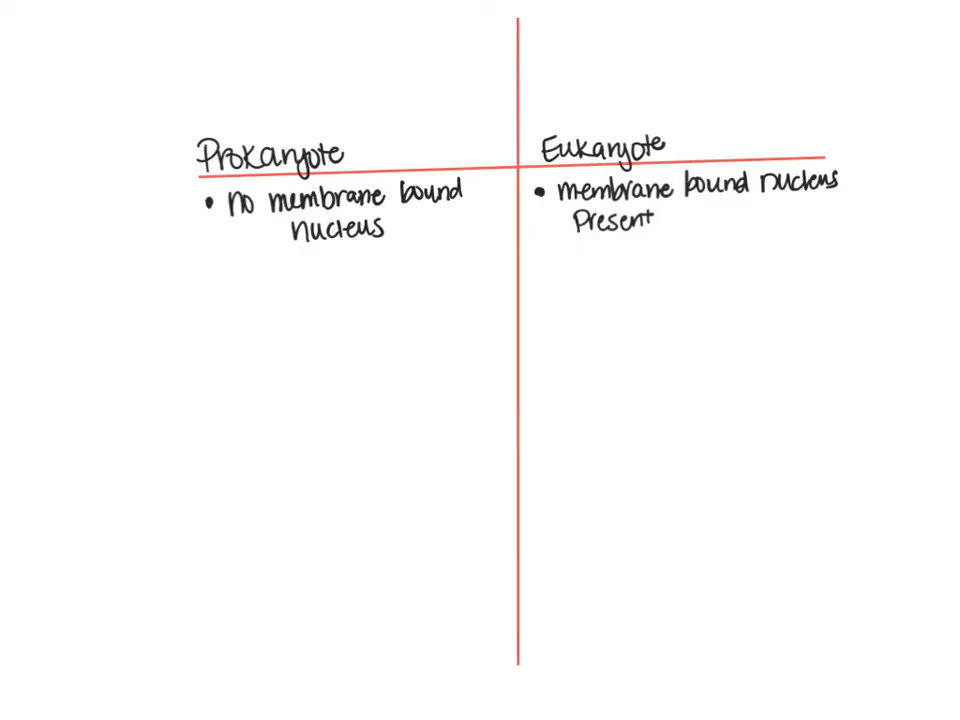 Prokaryote
• no membrane bound
nucleus
Eukaryote
• membrane bound nucleus
Present